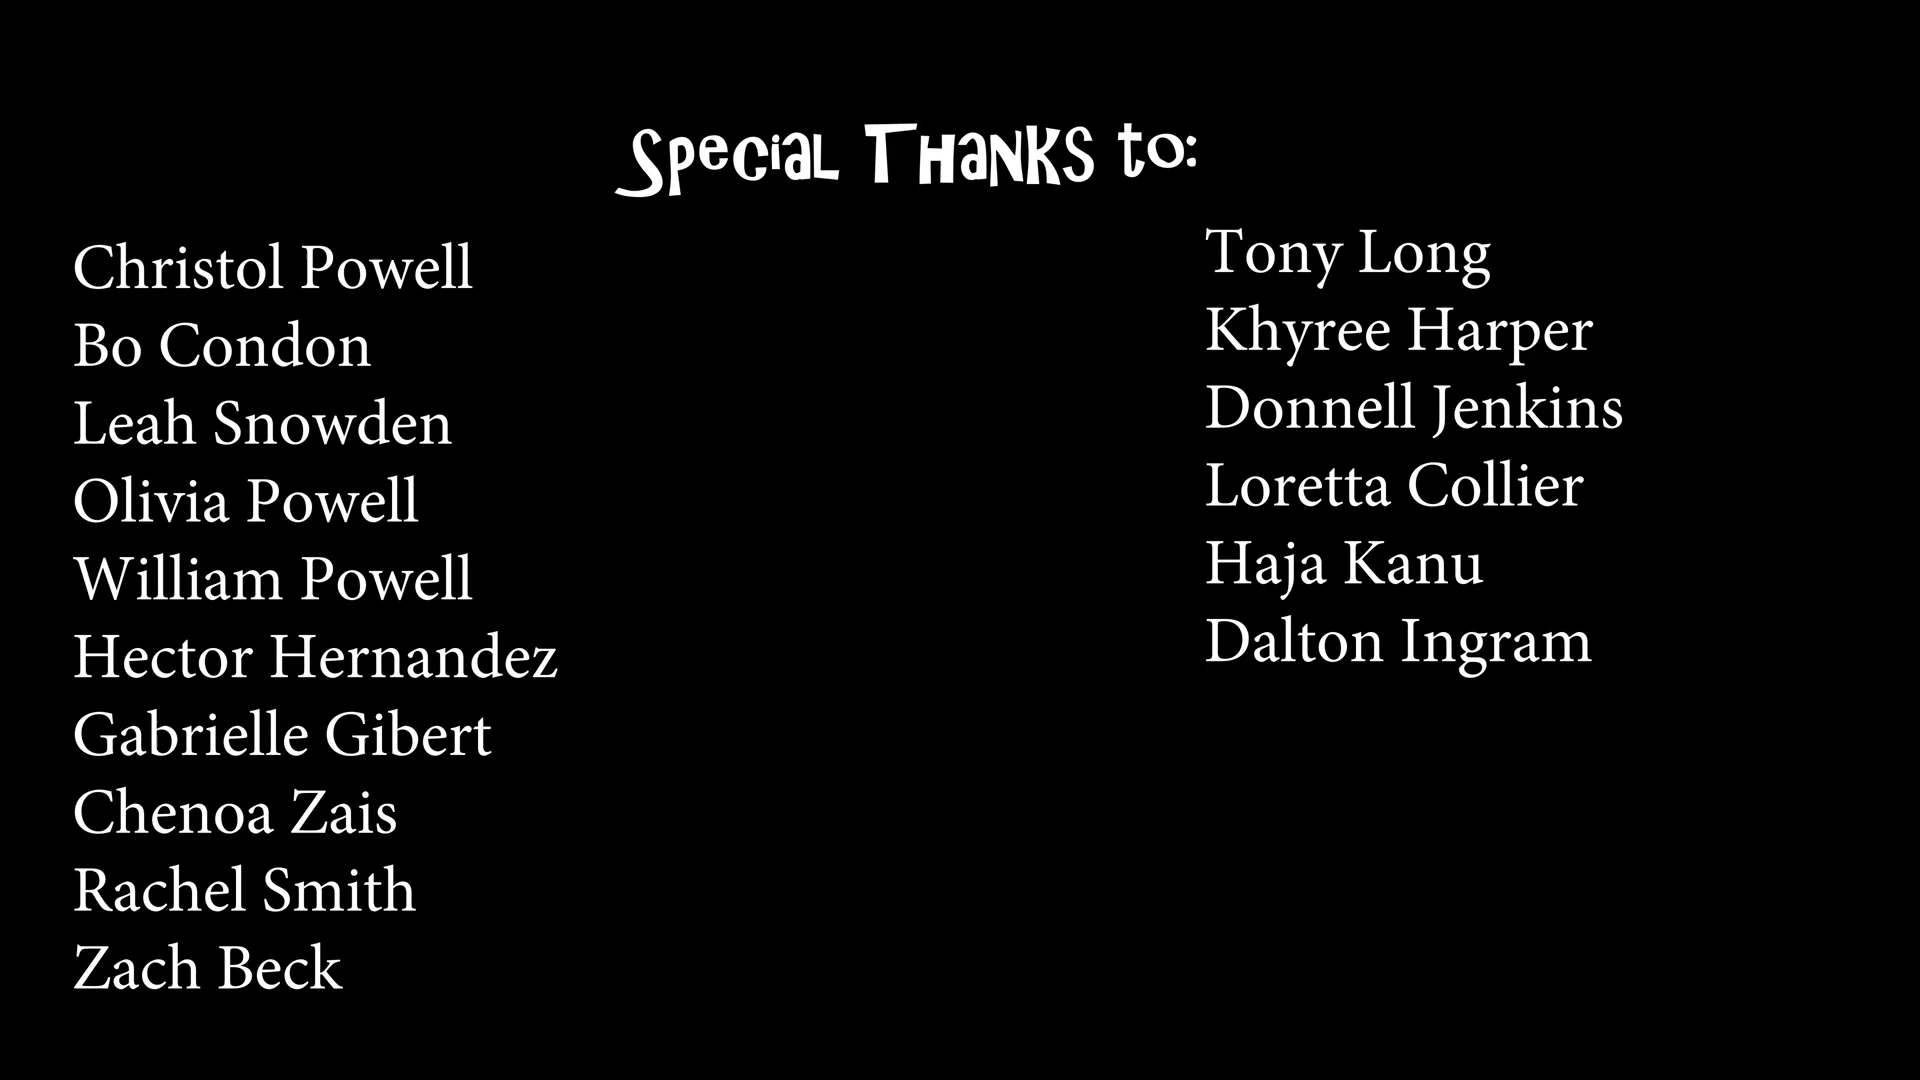 Special Thanks to:
Christol Powell
Bo Condon
Leah Snowden
Olivia Powell
William Powell
Hector Hernandez
Gabrielle Gibert
Chenoa Zais
Rachel Smith
Zach Beck
Tony Long
Khyree Harper
Donnell Jenkins
Loretta Collier
Haja Kanu
Dalton Ingram